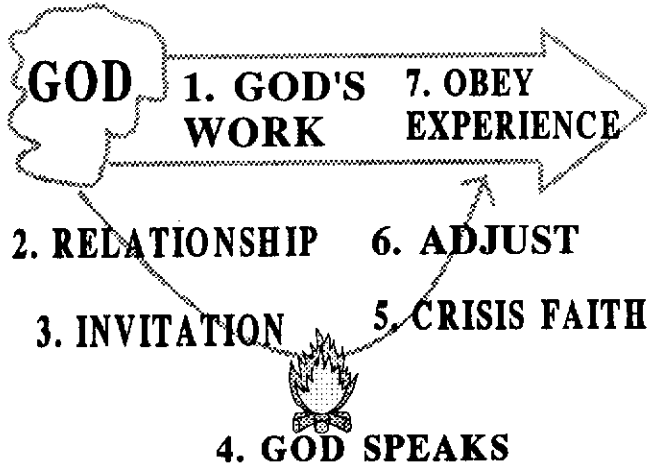 GOD
1. GOD'S
WORK
7. OBEY
EXPERIENCE
2. RELATIONSHIP
6. ADJUST
3. INVITATION
5. CRISIS FAITH
4. GOD SPEAKS